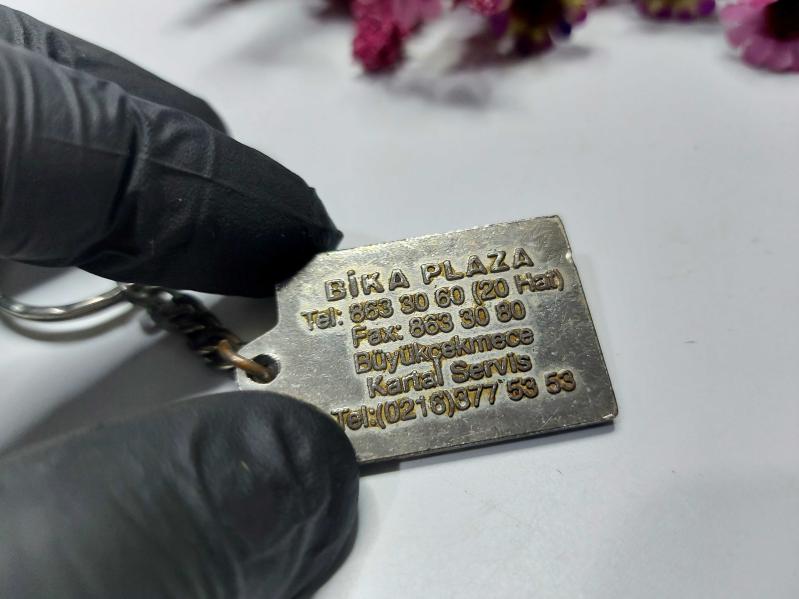 BİKA PLAZA
Tel: 863 30 60 (20 Hat)
Fax: 863 30 80
Büyükçekmece
Kartal Servis
Tel:(0216)377 53 53